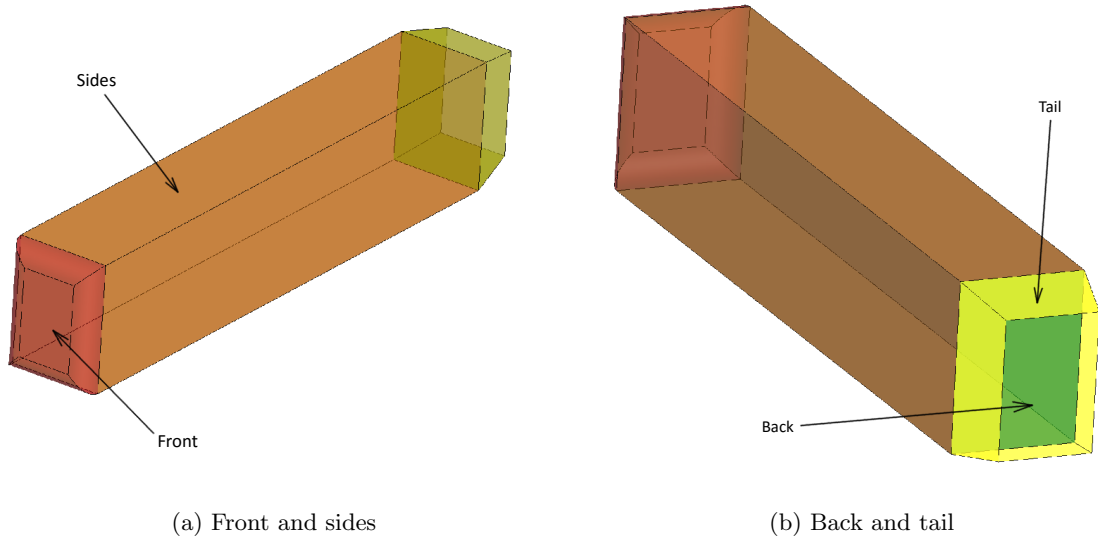 Sides
Front
Tail
Back
(a) Front and sides
(b) Back and tail